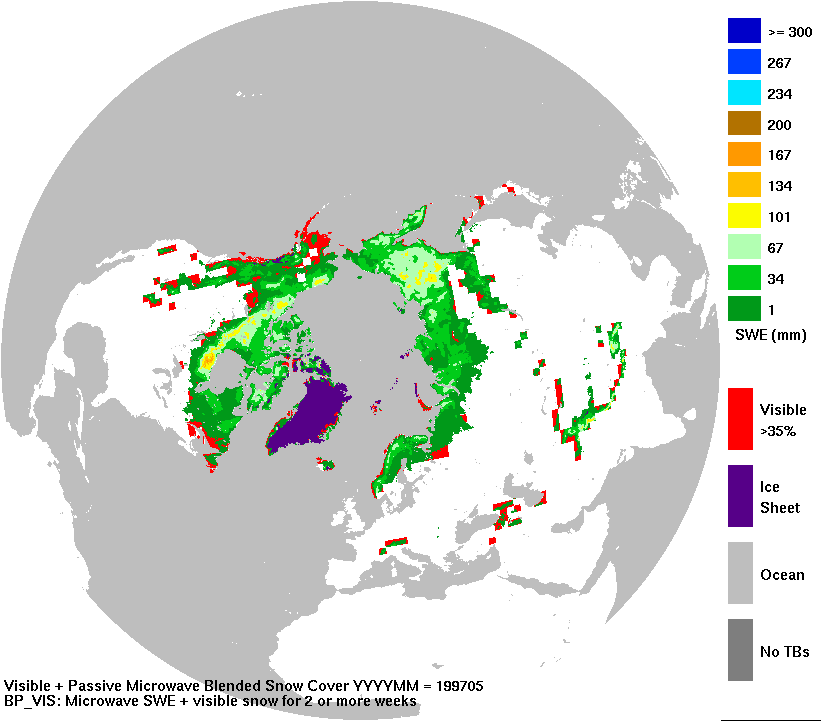 >= 300
267
234
200
167
134
101
67
34
1
SWE (mm)
Visible
>35%
Ice
Sheet
Ocean
No TBs
Visible + Passive Microwave Blended Snow Cover YYYYMM = 199705
BP_VIS: Microwave SWE + visible snow for 2 or more weeks